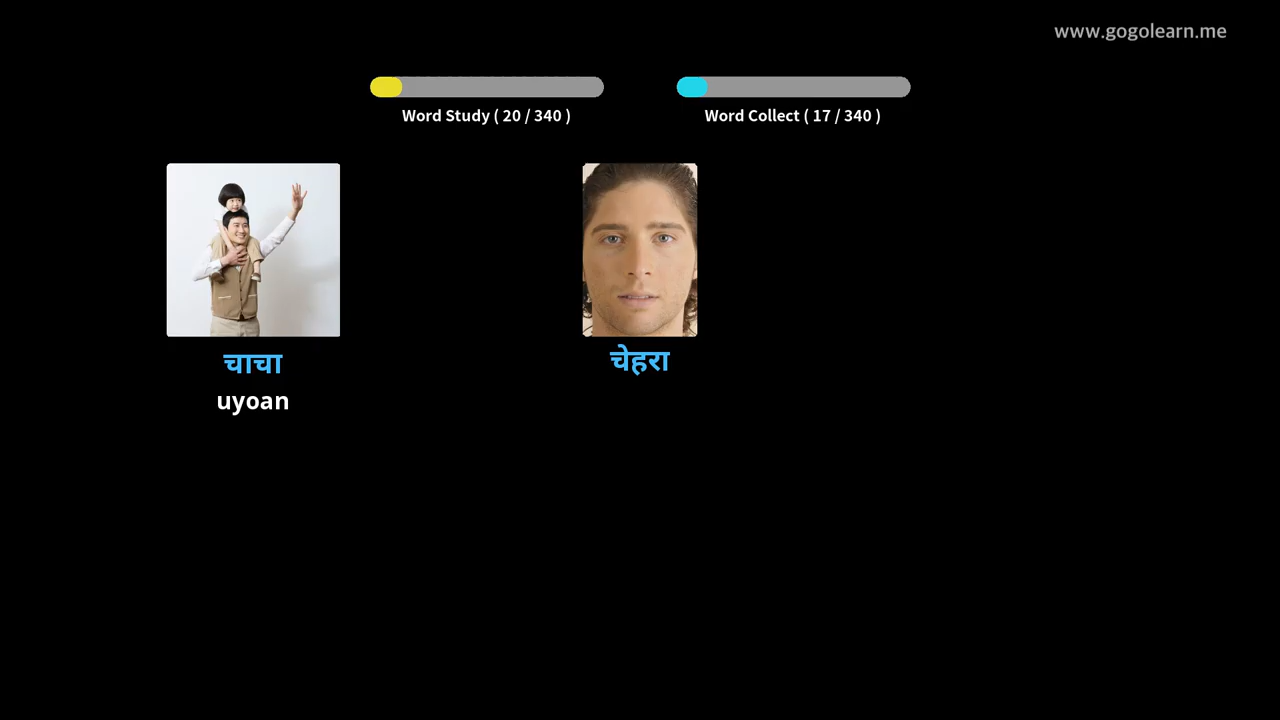 www.gogolearn.me
Word Study ( 20 / 340 )
Word Collect ( 17 / 340 )
चाचा
चेहरा
uyoan